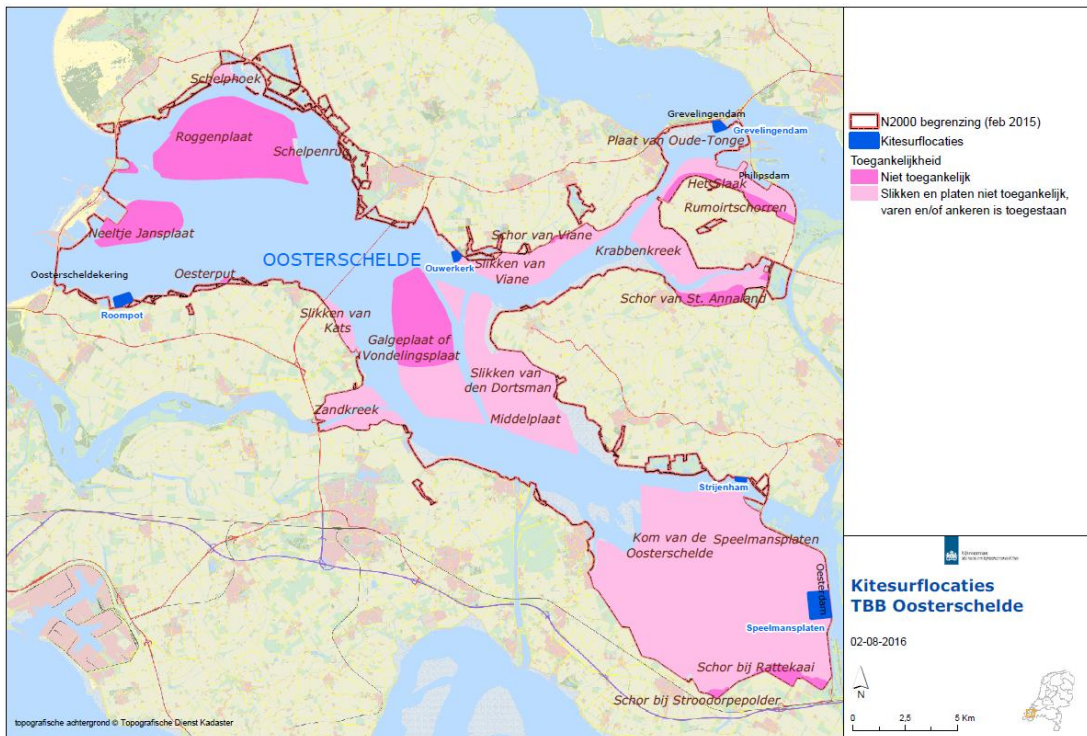 Schelphoek
Roggenplaat
Schelpenrug
Neeltje Jansplaat
Oosterscheldekering
Roompot
Oesterput
OOSTERSCHELDE
Ouwerkerk
Schor van Viane
Slikken van
Viane
Grevelingendam
Grevelingendam
Plaat van Oude-Tonge
Philipsdam
Het Slaak
Rumoirtschorren
Krabbenkreek
Schor van St. Annaland
Slikken van
Kats
Galgeplaat of
Vondelingsplaat
Slikken van
den Dortsman
Middelplaat
Zandkreek
Strijenham
Kom van de
Oosterschelde
Speelmansplaten
Oesterdam
Speelmansplaten
Schor bij Rattekaai
Schor bij Stroodorpepolder
topografische achtergrond © Topografische Dienst Kadaster
N2000 begrenzing (feb 2015)
Kitesurflocaties
Toegankelijkheid
Niet toegankelijk
Slikken en platen niet toegankelijk,
varen en/of ankeren is toegestaan
Kitesurflocaties
TBB Oosterschelde
02-08-2016
N
0 2,5 5 Km